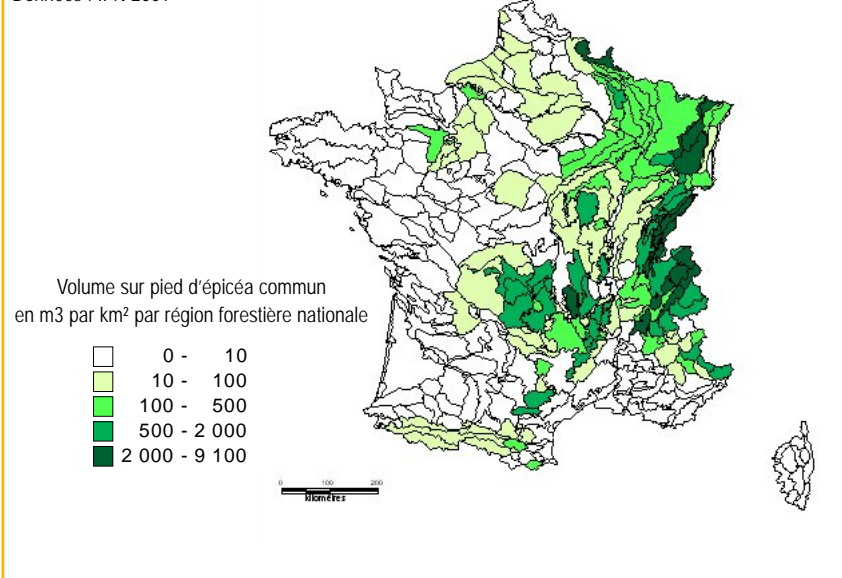 Volume sur pied d'épicéa commun
en m3 par km² par région forestière nationale
0 - 10
10 - 100
100 - 500
500 - 2 000
2 000 - 9 100
0 100 200
kilomètres